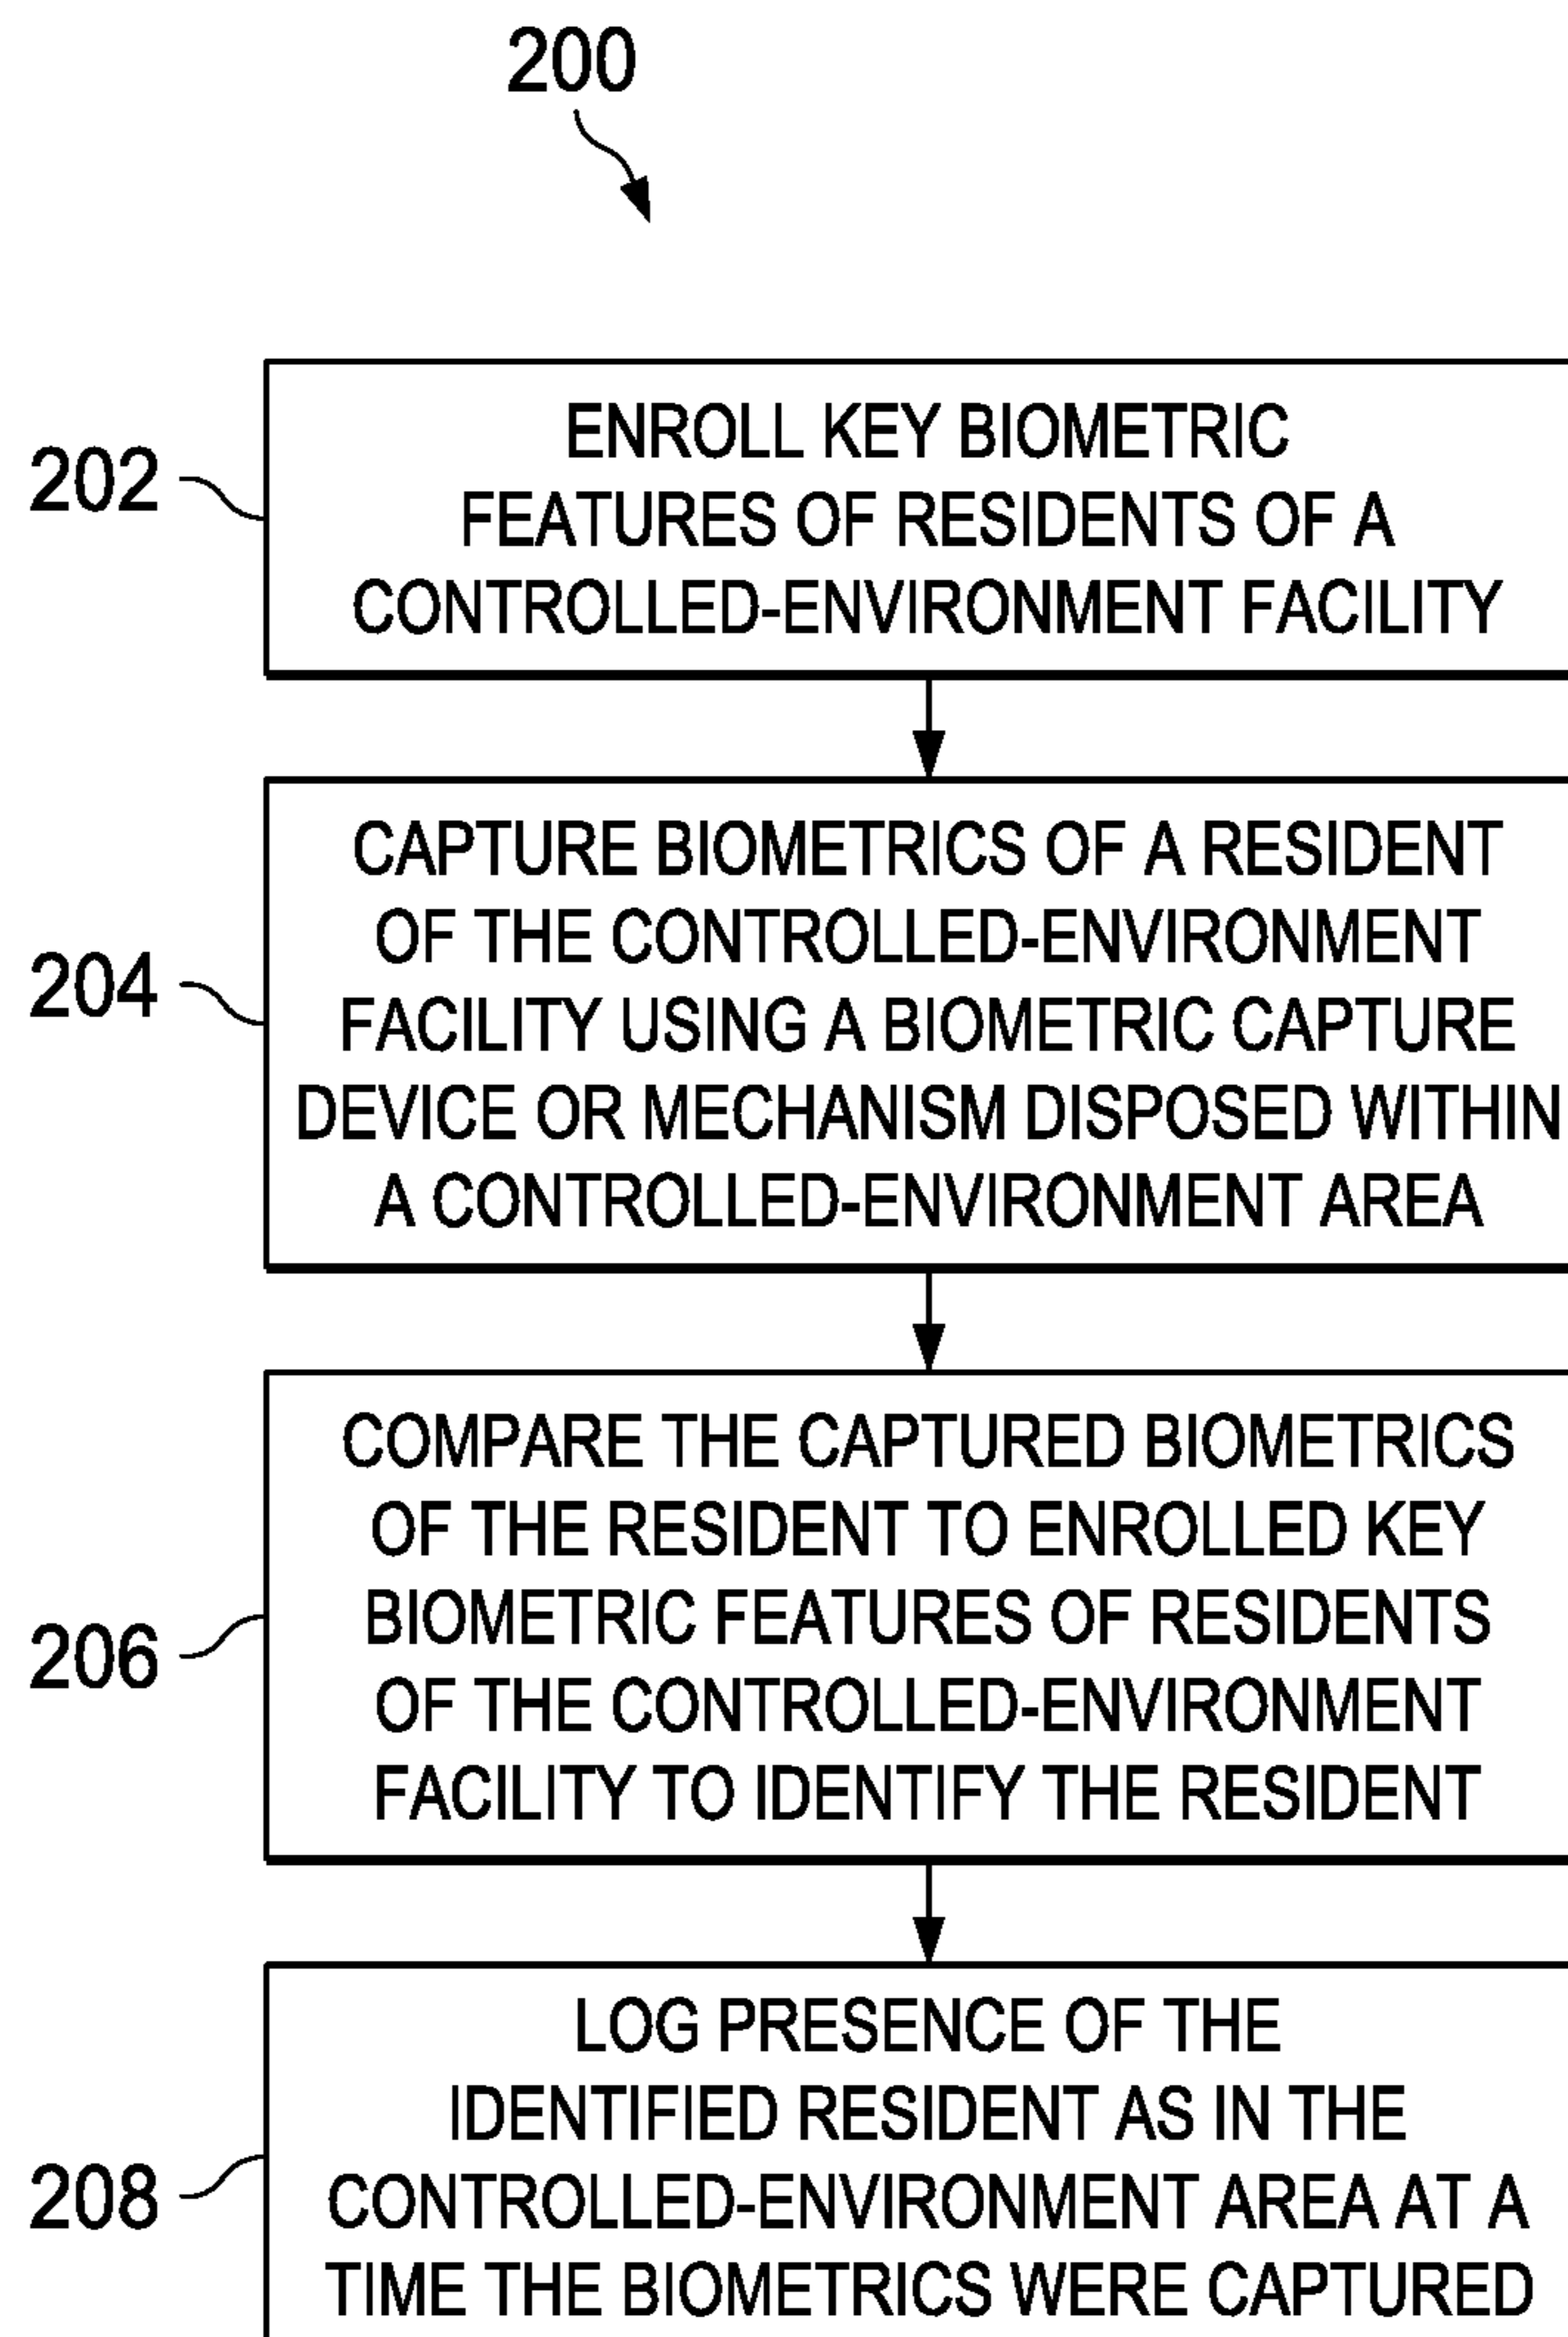 200
202
ENROLL KEY BIOMETRIC
FEATURES OF RESIDENTS OF A
CONTROLLED-ENVIRONMENT FACILITY
204
CAPTURE BIOMETRICS OF A RESIDENT
OF THE CONTROLLED-ENVIRONMENT
FACILITY USING A BIOMETRIC CAPTURE
DEVICE OR MECHANISM DISPOSED WITHIN
A CONTROLLED-ENVIRONMENT AREA
206
COMPARE THE CAPTURED BIOMETRICS
OF THE RESIDENT TO ENROLLED KEY
BIOMETRIC FEATURES OF RESIDENTS
OF THE CONTROLLED-ENVIRONMENT
FACILITY TO IDENTIFY THE RESIDENT
208
LOG PRESENCE OF THE
IDENTIFIED RESIDENT AS IN THE
CONTROLLED-ENVIRONMENT AREA AT A
TIME THE BIOMETRICS WERE CAPTURED